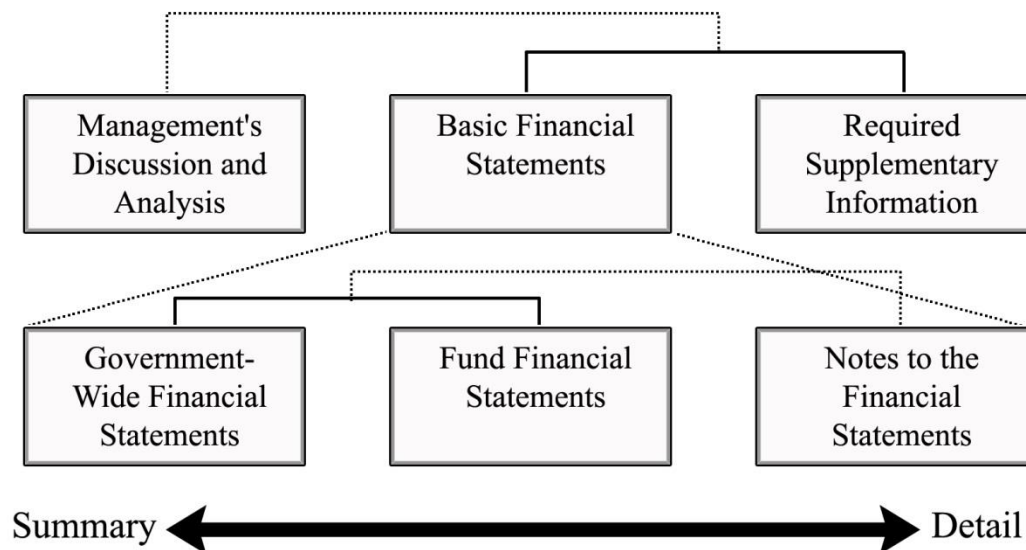 Management's
Discussion and
Analysis
Basic Financial
Statements
Required
Supplementary
Information
Government-
Wide Financial
Statements
Fund Financial
Statements
Notes to the
Financial
Statements
Summary
Detail